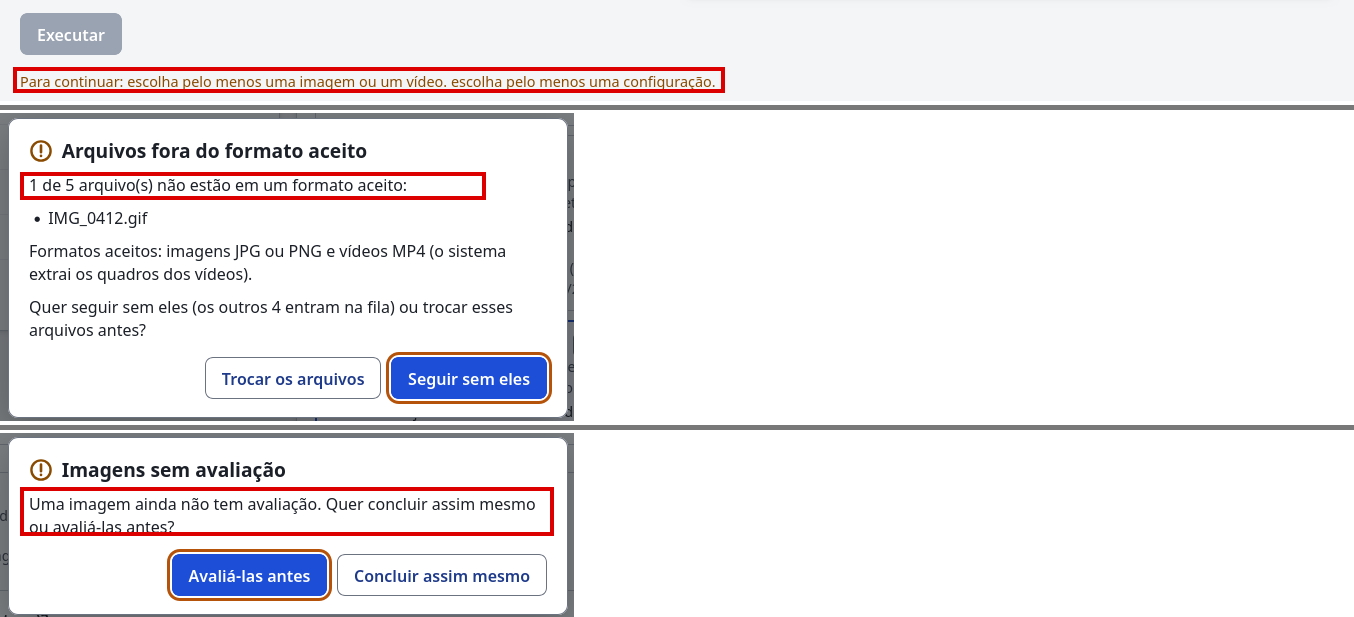 Executar
Para continuar: escolha pelo menos uma imagem ou um vídeo. escolha pelo menos uma configuração.
Arquivos fora do formato aceito
1 de 5 arquivo(s) não estão em um formato aceito:
• IMG_0412.gif
Formatos aceitos: imagens JPG ou PNG e vídeos MP4 (o sistema
extrai os quadros dos vídeos).
Quer seguir sem eles (os outros 4 entram na fila) ou trocar esses
arquivos antes?
Trocar os arquivos
Seguir sem eles
Imagens sem avaliação
Uma imagem ainda não tem avaliação. Quer concluir assim mesmo
ou avaliá-las antes?
Avaliá-las antes
Concluir assim mesmo